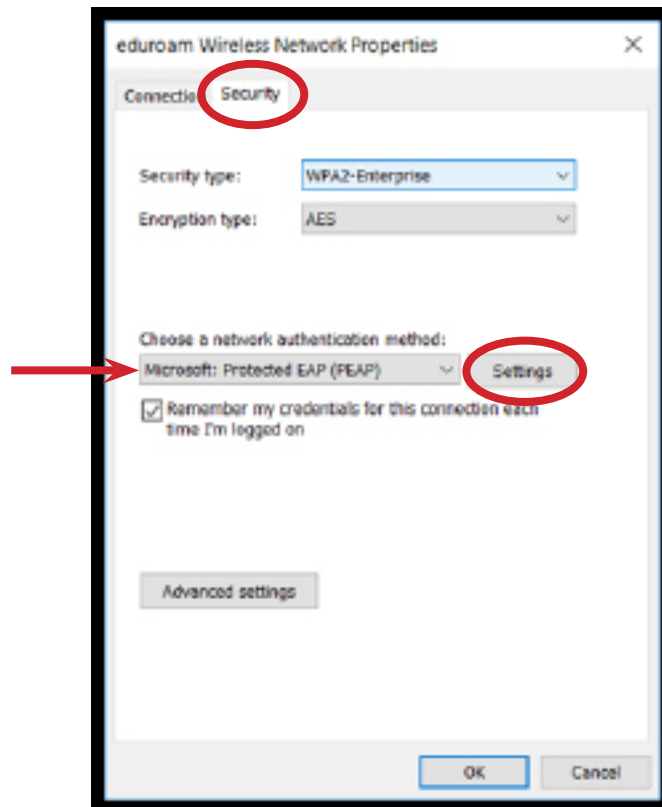 eduroam Wireless Network Properties
Connectio Security
Security type: WPA2-Enterprise
Encryption type: AES
Choose a network authentication method:
Microsoft: Protected EAP (PEAP) Settings
Remember my credentials for this connection each
time I'm logged on
Advanced settings
OK Cancel